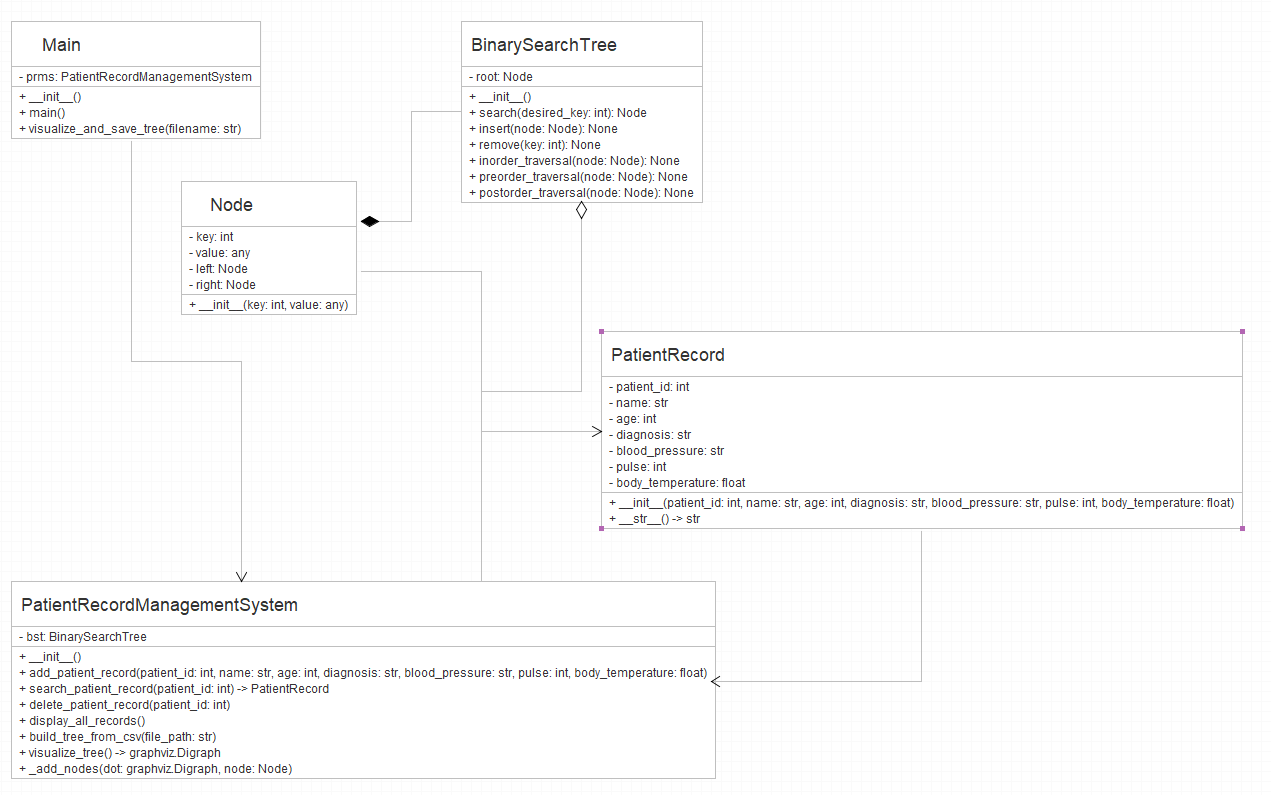 Main
- prms: PatientRecordManagementSystem
+ __init__()
+ main()
+ visualize_and_save_tree(filename: str)
BinarySearchTree
- root: Node
+ __init__()
+ search(desired_key: int): Node
+ insert(node: Node): None
+ remove(key: int): None
+ inorder_traversal(node: Node): None
+ preorder_traversal(node: Node): None
+ postorder_traversal(node: Node): None
Node
- key: int
- value: any
- left: Node
- right: Node
+ __init__(key: int, value: any)
PatientRecord
- patient_id: int
- name: str
- age: int
- diagnosis: str
- blood_pressure: str
- pulse: int
- body_temperature: float
+ __init__(patient_id: int, name: str, age: int, diagnosis: str, blood_pressure: str, pulse: int, body_temperature: float)
+ __str__() -> str
PatientRecordManagementSystem
- bst: BinarySearchTree
+ __init__()
+ add_patient_record(patient_id: int, name: str, age: int, diagnosis: str, blood_pressure: str, pulse: int, body_temperature: float)
+ search_patient_record(patient_id: int) -> PatientRecord
+ delete_patient_record(patient_id: int)
+ display_all_records()
+ build_tree_from_csv(file_path: str)
+ visualize_tree() -> graphviz.Digraph
+ _add_nodes(dot: graphviz.Digraph, node: Node)